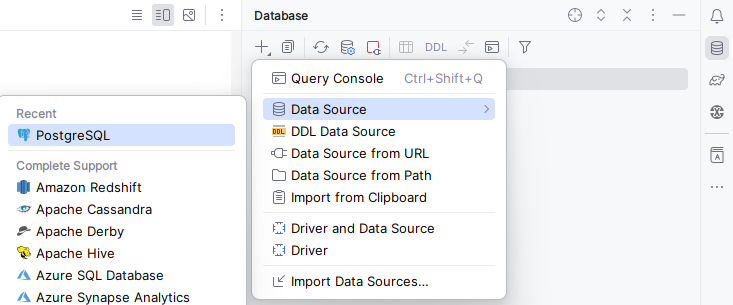 Database
DDL
Query Console Ctrl+Shift+Q
Data Source
DDL Data Source
Data Source from URL
Data Source from Path
Import from Clipboard
Driver and Data Source
Driver
Import Data Sources...
Recent
PostgreSQL
Complete Support
Amazon Redshift
Apache Cassandra
Apache Derby
Apache Hive
Azure SQL Database
Azure Synapse Analytics